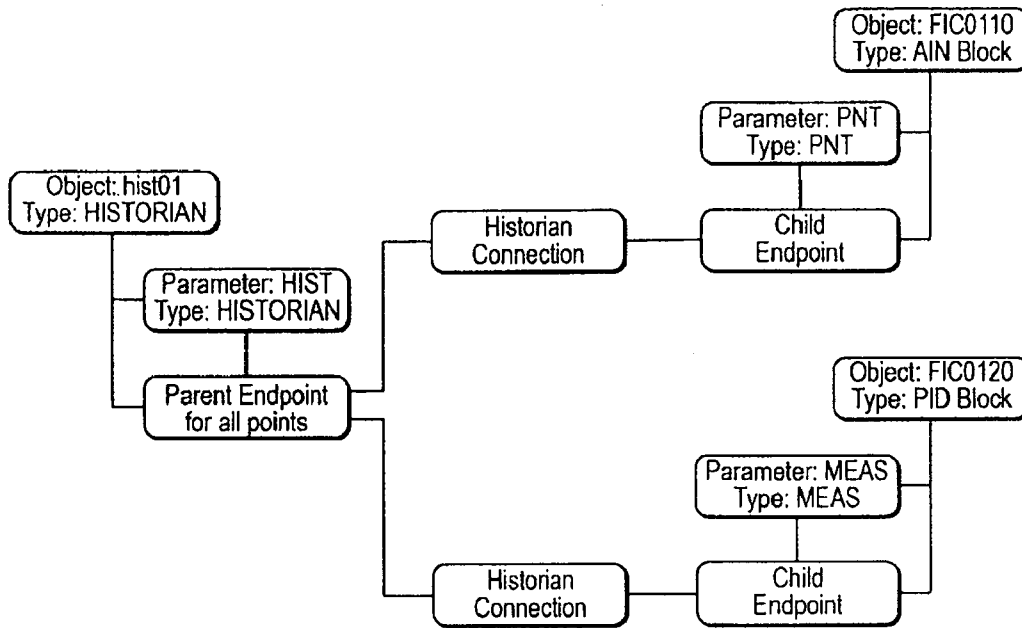 Object: FIC0110
Type: AIN Block
Parameter: PNT
Type: PNT
Object: hist01
Type: HISTORIAN
Historian
Connection
Child
Endpoint
Parameter: HIST
Type: HISTORIAN
Parent Endpoint
for all points
Object: FIC0120
Type: PID Block
Parameter: MEAS
Type: MEAS
Historian
Connection
Child
Endpoint